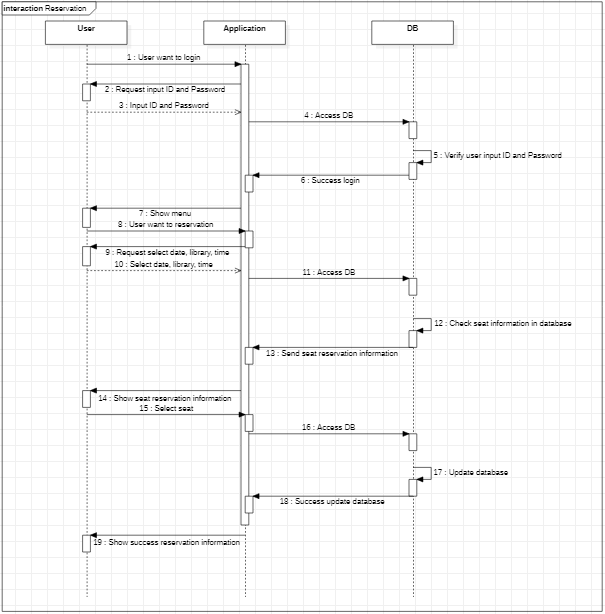 interaction Reservation
User
Application
DB
1 : User want to login
2 : Request input ID and Password
3 : Input ID and Password
4 : Access DB
5 : Verify user input ID and Password
6 : Success login
7 : Show menu
8 : User want to reservation
9 : Request select date, library, time
10 : Select date, library, time
11 : Access DB
12 : Check seat information in database
13 : Send seat reservation information
14 : Show seat reservation information
15 : Select seat
16 : Access DB
17 : Update database
18 : Success update database
19 : Show success reservation information